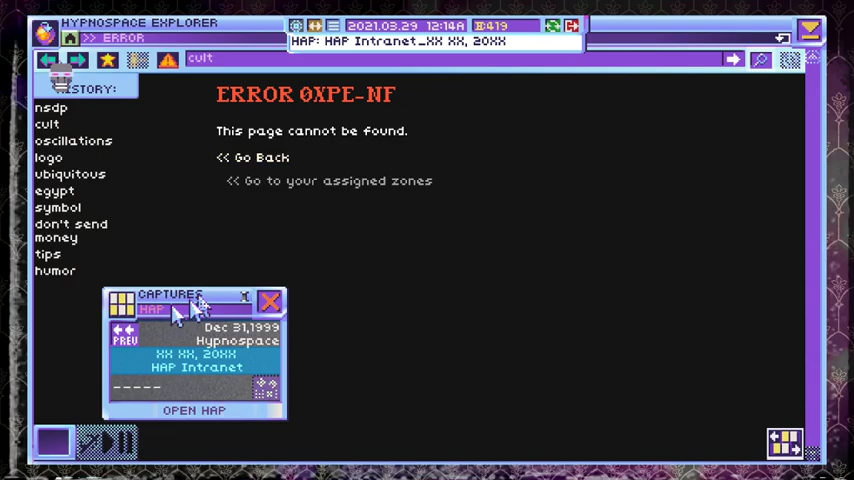 HYPNOSPACE EXPLORER
>> ERROR
2021.03.29 12:14A
419
HAP: HAP Intranet_XX XX, 20XX
cult
HISTORY:
nsdp
cult
oscillations
logo
ubiquitous
egypt
symbol
don't send
money
tips
humor
ERROR 0XPE-NF
This page cannot be found.
<< Go Back
<< Go to your assigned zones
CAPTURES
HAP
PREV
Dec 31,1999
Hypnospace
XX XX, 20XX
HAP Intranet
-----
OPEN HAP